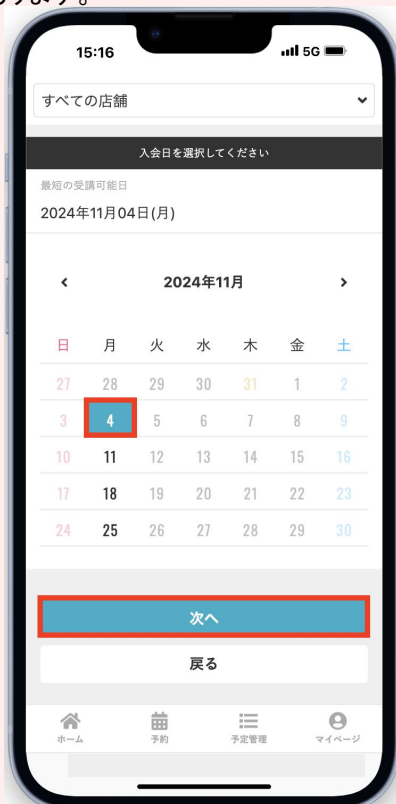 ります。
15:16 5G
すべての店舗
入会日を選択してください
最短の受講可能日
2024年11月04日(月)
‹ 2024年11月 ›
日 月 火 水 木 金 土
27 28 29 30 31 1 2
3 4 5 6 7 8 9
10 11 12 13 14 15 16
17 18 19 20 21 22 23
24 25 26 27 28 29 30
次へ
戻る
ホーム 予約 予定管理 マイページ